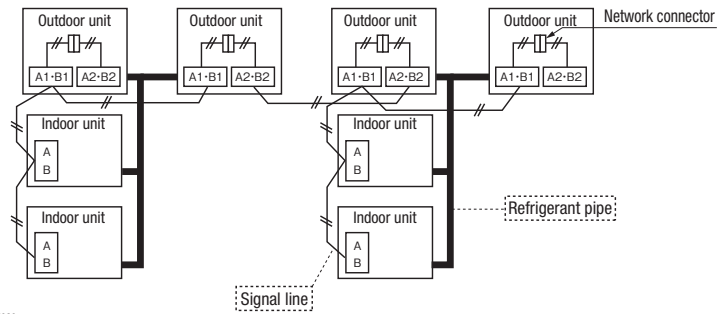 Outdoor unit
Outdoor unit
Outdoor unit
Outdoor unit
Network connector
A1·B1 A2·B2
A1·B1 A2·B2
A1·B1 A2·B2
A1·B1 A2·B2
Indoor unit
A
B
Indoor unit
A
B
Refrigerant pipe
Indoor unit
A
B
Indoor unit
A
B
Signal line